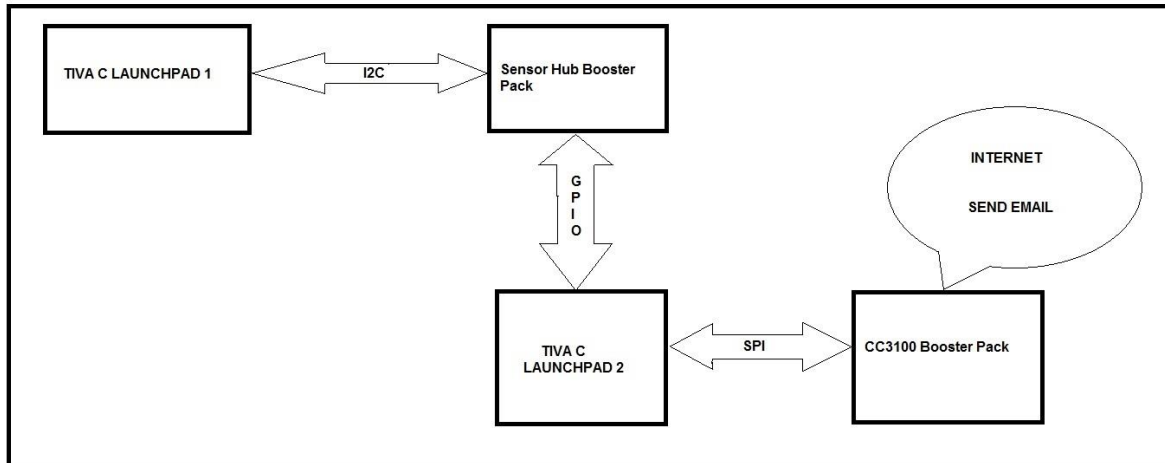 TIVA C LAUNCHPAD 1
I2C
Sensor Hub Booster
Pack
G
P
I
O
INTERNET
SEND EMAIL
TIVA C
LAUNCHPAD 2
SPI
CC3100 Booster Pack